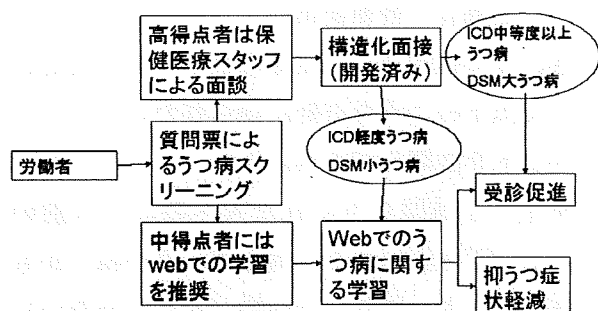 高得点者は保
健医療スタッフ
による面談
構造化面接
(開発済み)
ICD中等度以上
うつ病
DSM大うつ病
労働者
質問票によ
るうつ病スク
リーニング
ICD軽度うつ病
DSM小うつ病
受診促進
中得点者には
webでの学習
を推奨
Webでのう
つ病に関す
る学習
抑うつ症
状軽減